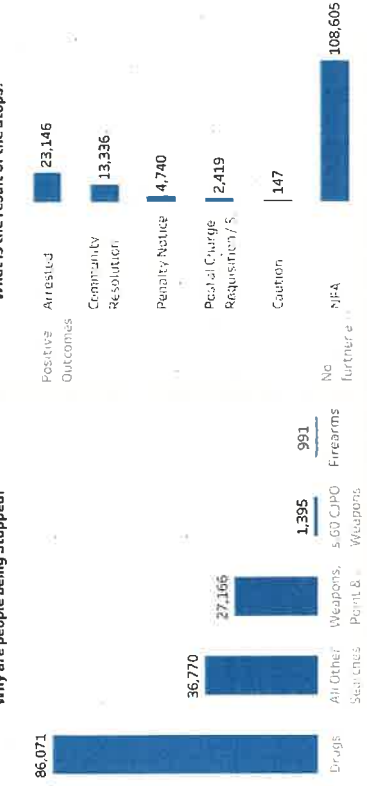 Why are people being stopped?
86,071
36,770
27,166
1,395
991
Drugs
All Other
Searches
Weapons,
Point &
s.60 CJPO
Weapons
Firearms
What is the result of the stops?
Positive
Outcomes
Arrested
23,146
Community
Resolution
13,336
Penalty Notice
4,740
Postal Charge
Requisition / S
2,419
Caution
147
No
further
NFA
108,605